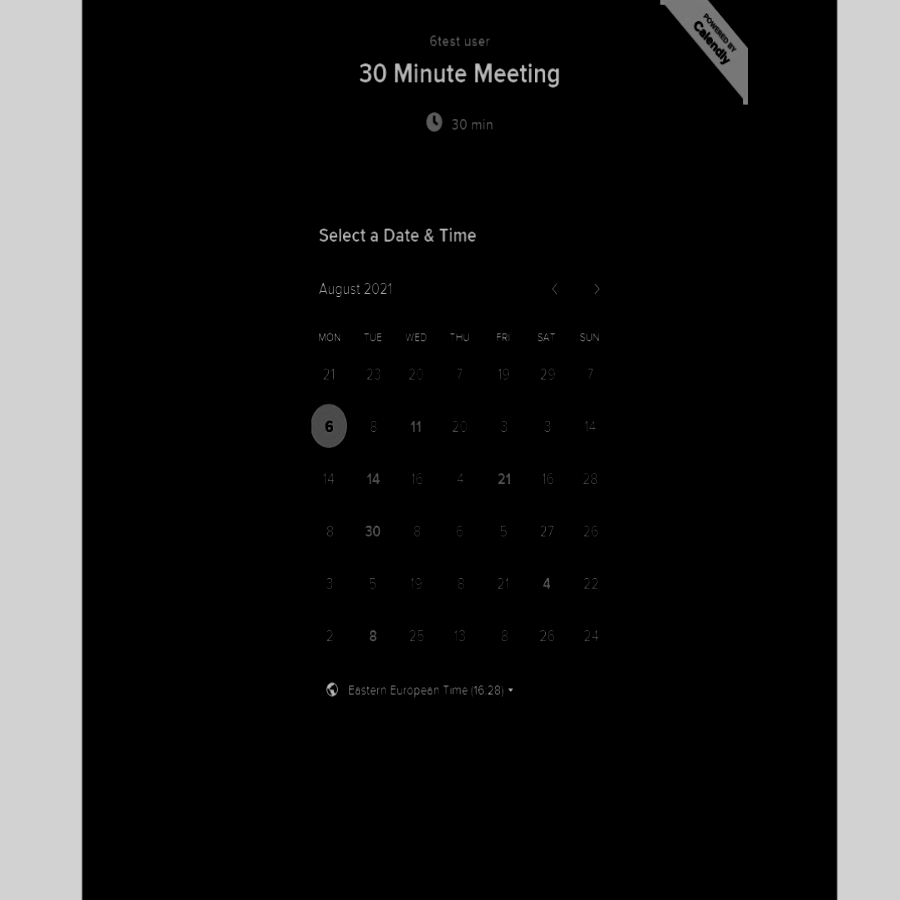 POWERED BY
Calendly
6test user
30 Minute Meeting
30 min
Select a Date & Time
August 2021
MON TUE WED THU FRI SAT SUN
21 23 20 7 19 29 7
6 8 11 20 3 3 14
14 14 16 4 21 16 28
8 30 8 6 5 27 26
3 5 19 8 21 4 22
2 8 25 13 8 26 24
Eastern European Time (16:28)